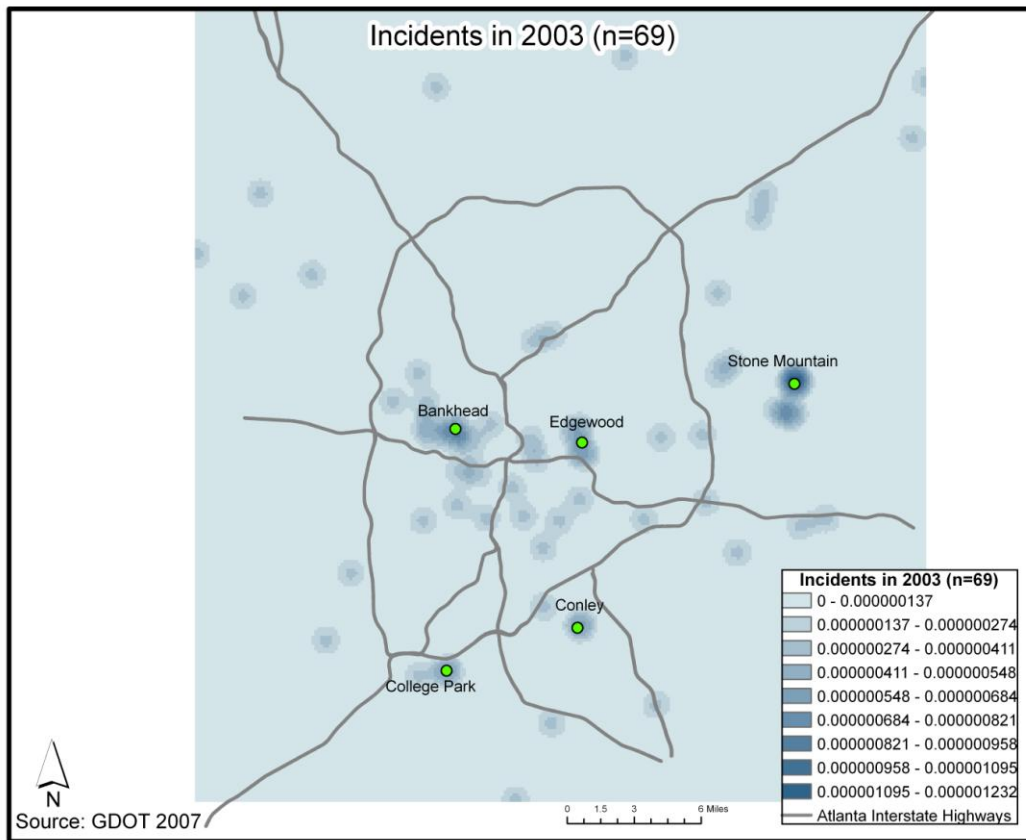 Incidents in 2003 (n=69)
Stone Mountain
Bankhead
Edgewood
Conley
College Park
Incidents in 2003 (n=69)
0 - 0.000000137
0.000000137 - 0.000000274
0.000000274 - 0.000000411
0.000000411 - 0.000000548
0.000000548 - 0.000000684
0.000000684 - 0.000000821
0.000000821 - 0.000000958
0.000000958 - 0.000001095
0.000001095 - 0.000001232
Atlanta Interstate Highways
0 1.5 3 6 Miles
N
Source: GDOT 2007